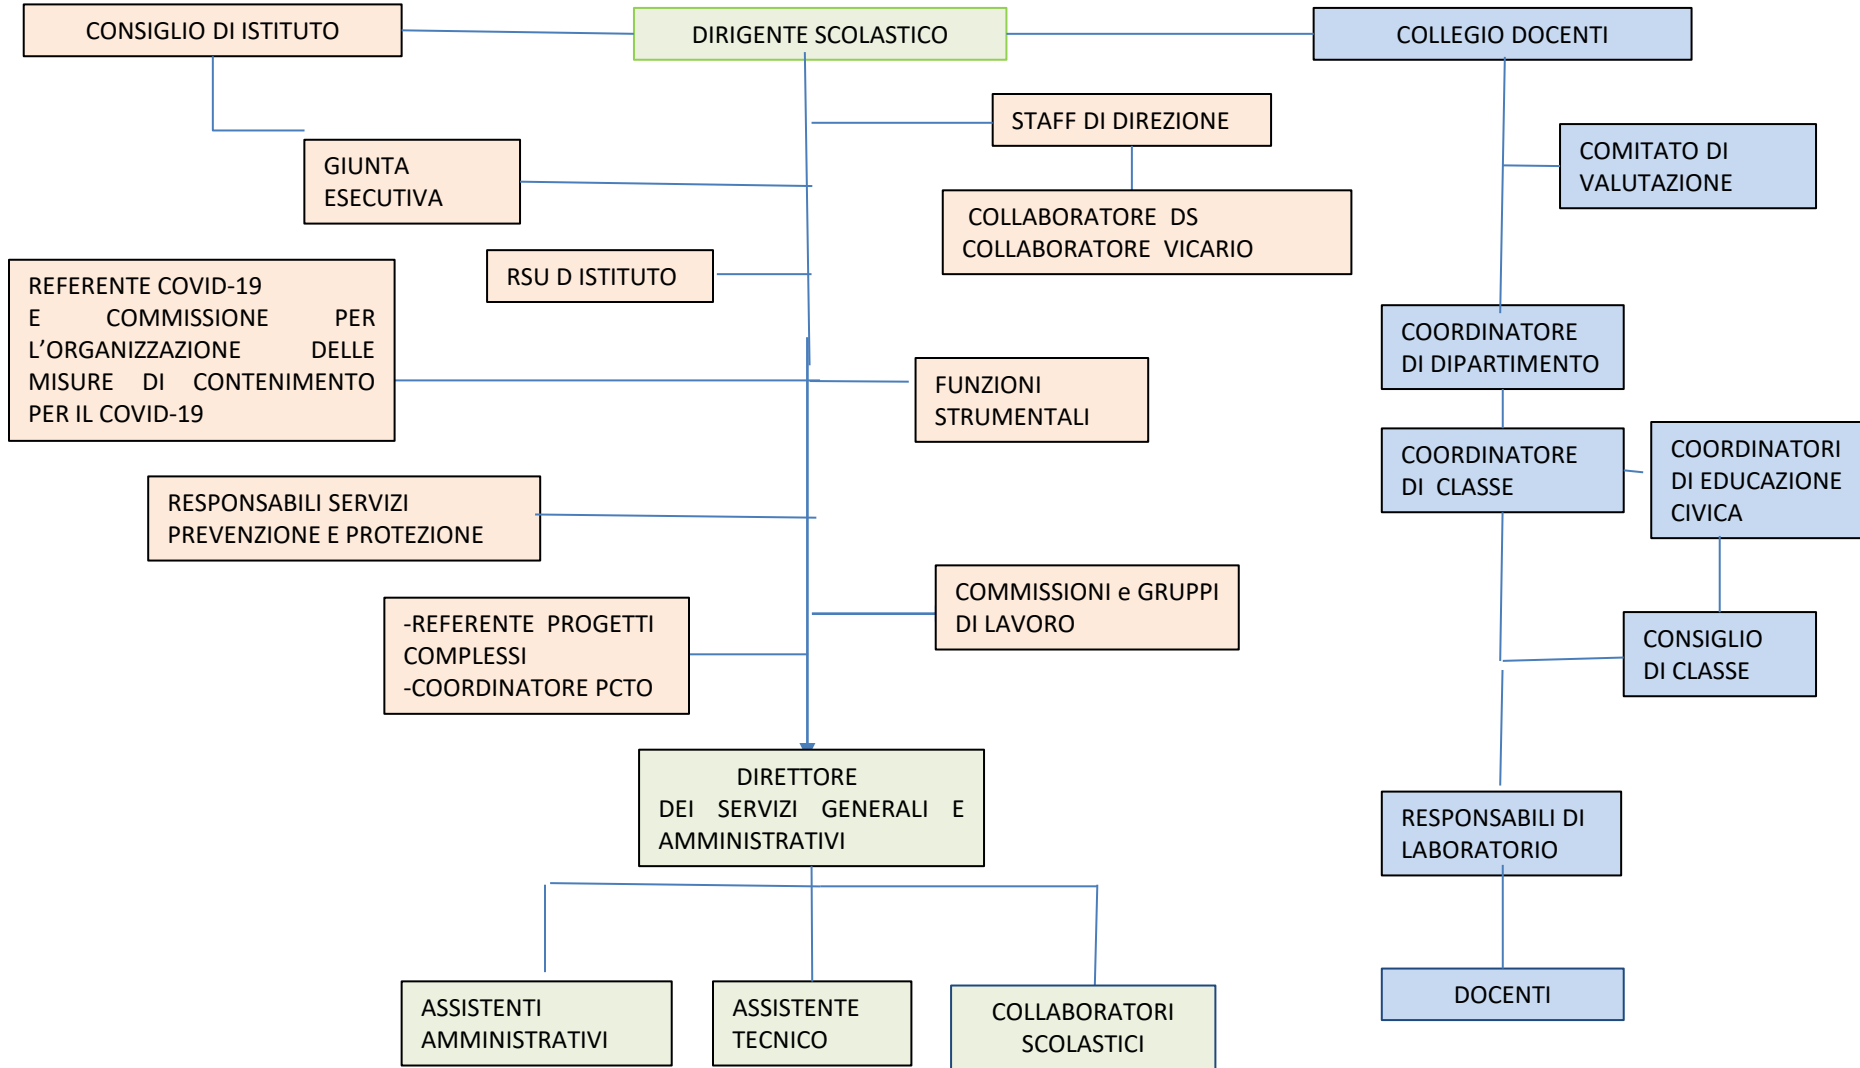 CONSIGLIO DI ISTITUTO
DIRIGENTE SCOLASTICO
COLLEGIO DOCENTI
STAFF DI DIREZIONE
GIUNTA
ESECUTIVA
COMITATO DI
VALUTAZIONE
COLLABORATORE DS
COLLABORATORE VICARIO
RSU D ISTITUTO
REFERENTE COVID-19
E COMMISSIONE PER
L’ORGANIZZAZIONE DELLE
MISURE DI CONTENIMENTO
PER IL COVID-19
COORDINATORE
DI DIPARTIMENTO
FUNZIONI
STRUMENTALI
COORDINATORE
DI CLASSE
COORDINATORI
DI EDUCAZIONE
CIVICA
RESPONSABILI SERVIZI
PREVENZIONE E PROTEZIONE
COMMISSIONI e GRUPPI
DI LAVORO
-REFERENTE PROGETTI
COMPLESSI
-COORDINATORE PCTO
CONSIGLIO
DI CLASSE
DIRETTORE
DEI SERVIZI GENERALI E
AMMINISTRATIVI
RESPONSABILI DI
LABORATORIO
ASSISTENTI
AMMINISTRATIVI
ASSISTENTE
TECNICO
COLLABORATORI
SCOLASTICI
DOCENTI